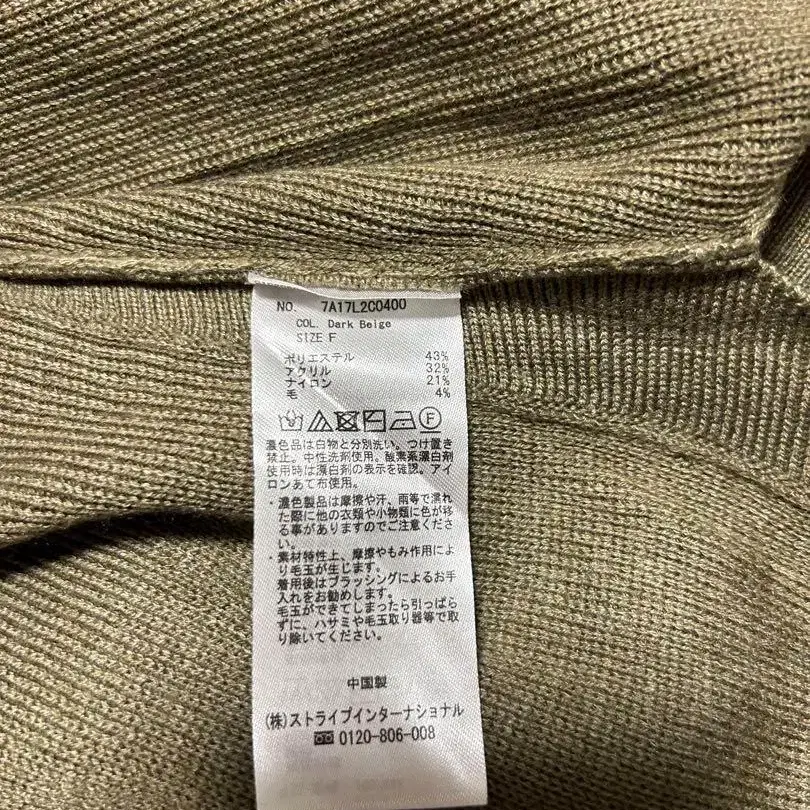 NO. 7A17L2C0400
COL. Dark Beige
SIZE F
ポリエステル 43%
アクリル 32%
ナイロン 21%
毛 4%
F
濃色品は白物と分別洗い。つけ置き
禁止。中性洗剤使用。酸素系漂白剤
使用時は漂白剤の表示を確認。アイ
ロンあて布使用。
・濃色製品は摩擦や汗、雨等で濡れ
た際に他の衣類や小物類に色が移
る事がありますのでご注意くださ
い。
・素材特性上、摩擦やもみ作用によ
り毛玉が生じます。
着用後はブラッシングによるお手
入れをお勧めします。
毛玉ができてしまったら引っぱら
ずに、ハサミや毛玉取り器等で取
り除いてください。
中国製
(株)ストライプインターナショナル
0120-806-008